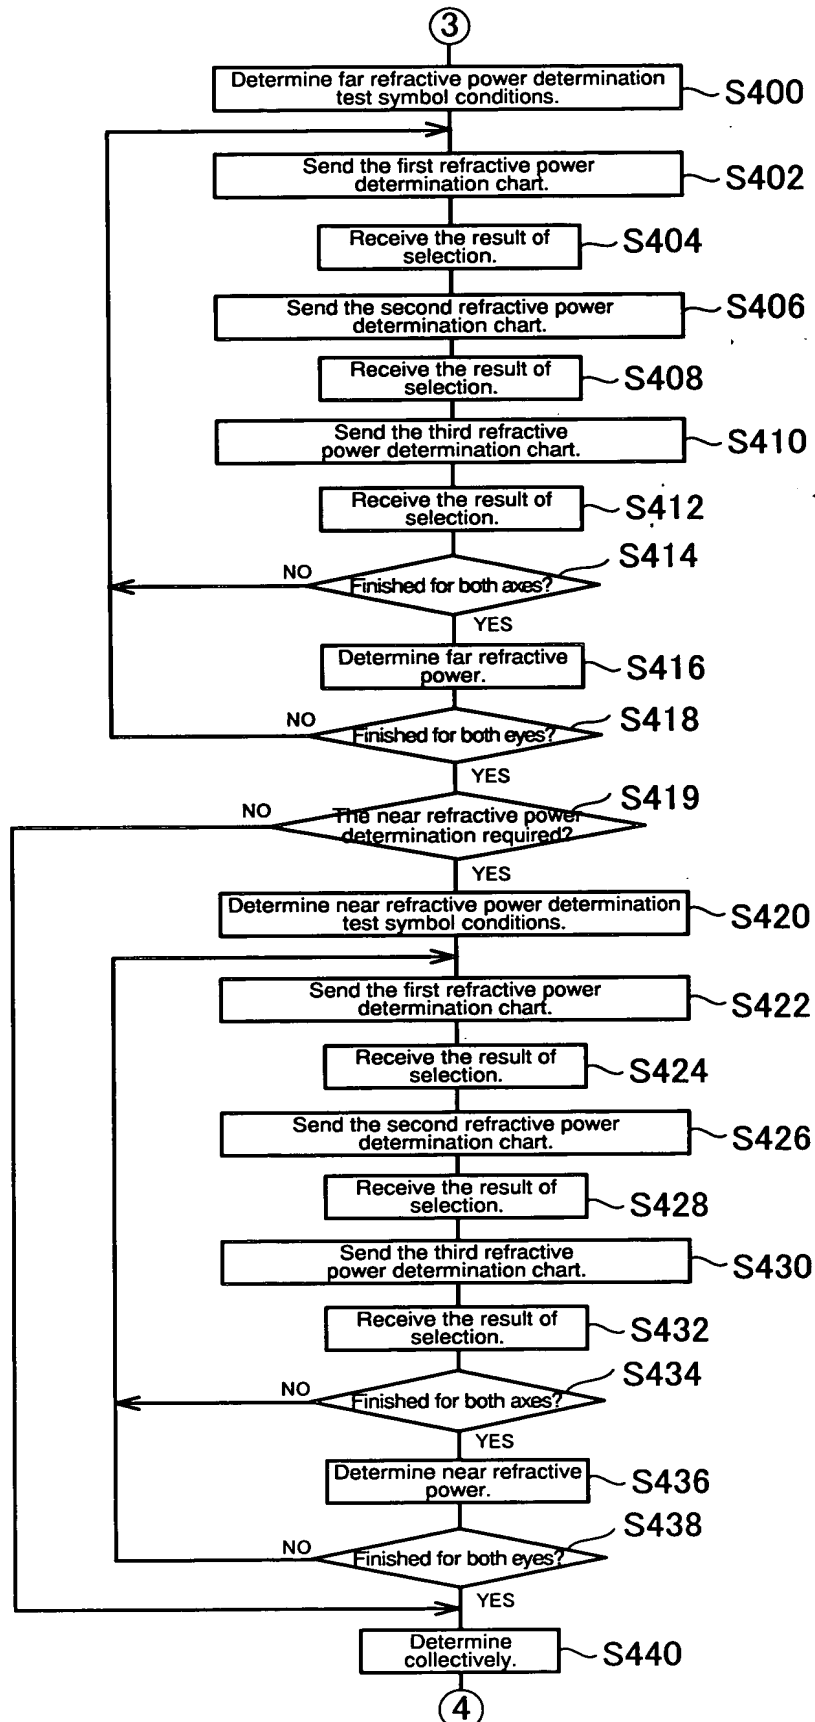 3
Determine far refractive power determination
test symbol conditions.
S400
Send the first refractive power
determination chart.
S402
Receive the result of
selection.
S404
Send the second refractive power
determination chart.
S406
Receive the result of
selection.
S408
Send the third refractive
power determination chart.
S410
Receive the result of
selection.
S412
S414
NO
Finished for both axes?
YES
Determine far refractive
power.
S416
S418
NO
Finished for both eyes?
YES
S419
NO
The near refractive power
determination required?
YES
Determine near refractive power determination
test symbol conditions.
S420
Send the first refractive power
determination chart.
S422
Receive the result of
selection.
S424
Send the second refractive power
determination chart.
S426
Receive the result of
selection.
S428
Send the third refractive
power determination chart.
S430
Receive the result of
selection.
S432
S434
NO
Finished for both axes?
YES
Determine near refractive
power.
S436
S438
NO
Finished for both eyes?
YES
Determine
collectively.
S440
4